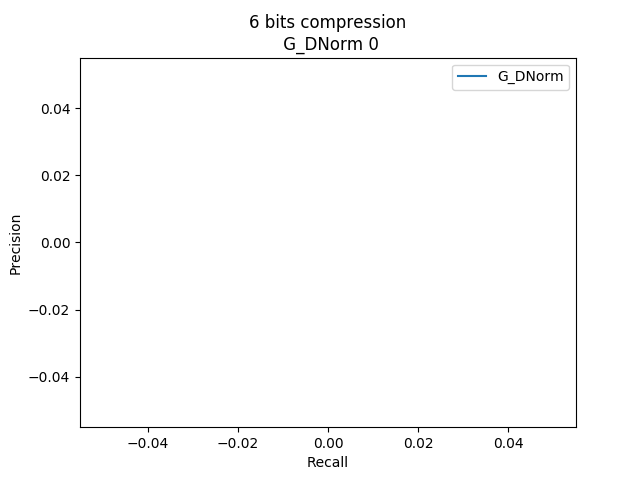 6 bits compression
G_DNorm 0
G_DNorm
0.04
0.02
0.00
−0.02
−0.04
Precision
−0.04 −0.02 0.00 0.02 0.04
Recall